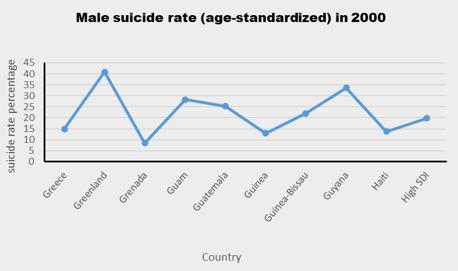 Male suicide rate (age-standardized) in 2000
suicide rate percentage
45
40
35
30
25
20
15
10
5
0
Greece
Greenland
Grenada
Guam
Guatemala
Guinea
Guinea-Bissau
Guyana
Haiti
High SDI
Country